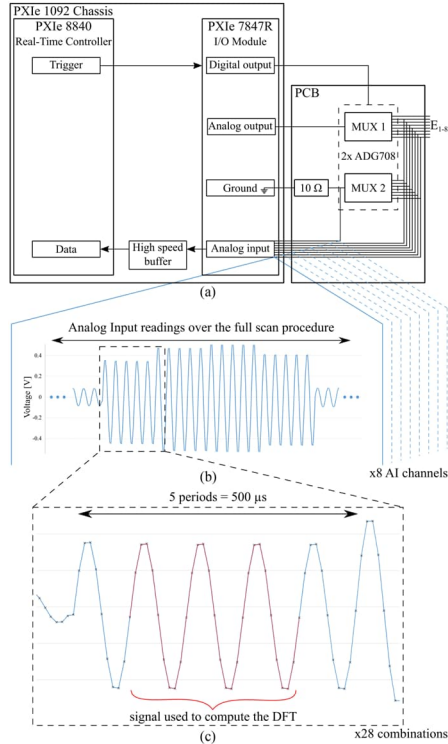 PXIe 1092 Chassis
PXIe 8840
Real-Time Controller
PXIe 7847R
I/O Module
Trigger
Digital output
PCB
Analog output
MUX 1
E1-8
2x ADG708
Ground
10 Ω
MUX 2
Data
High speed
buffer
Analog input
(a)
Analog Input readings over the full scan procedure
Voltage [V]
0.4
0.2
0
-0.2
-0.4
(b)
x8 AI channels
5 periods = 500 µs
signal used to compute the DFT
(c)
x28 combinations